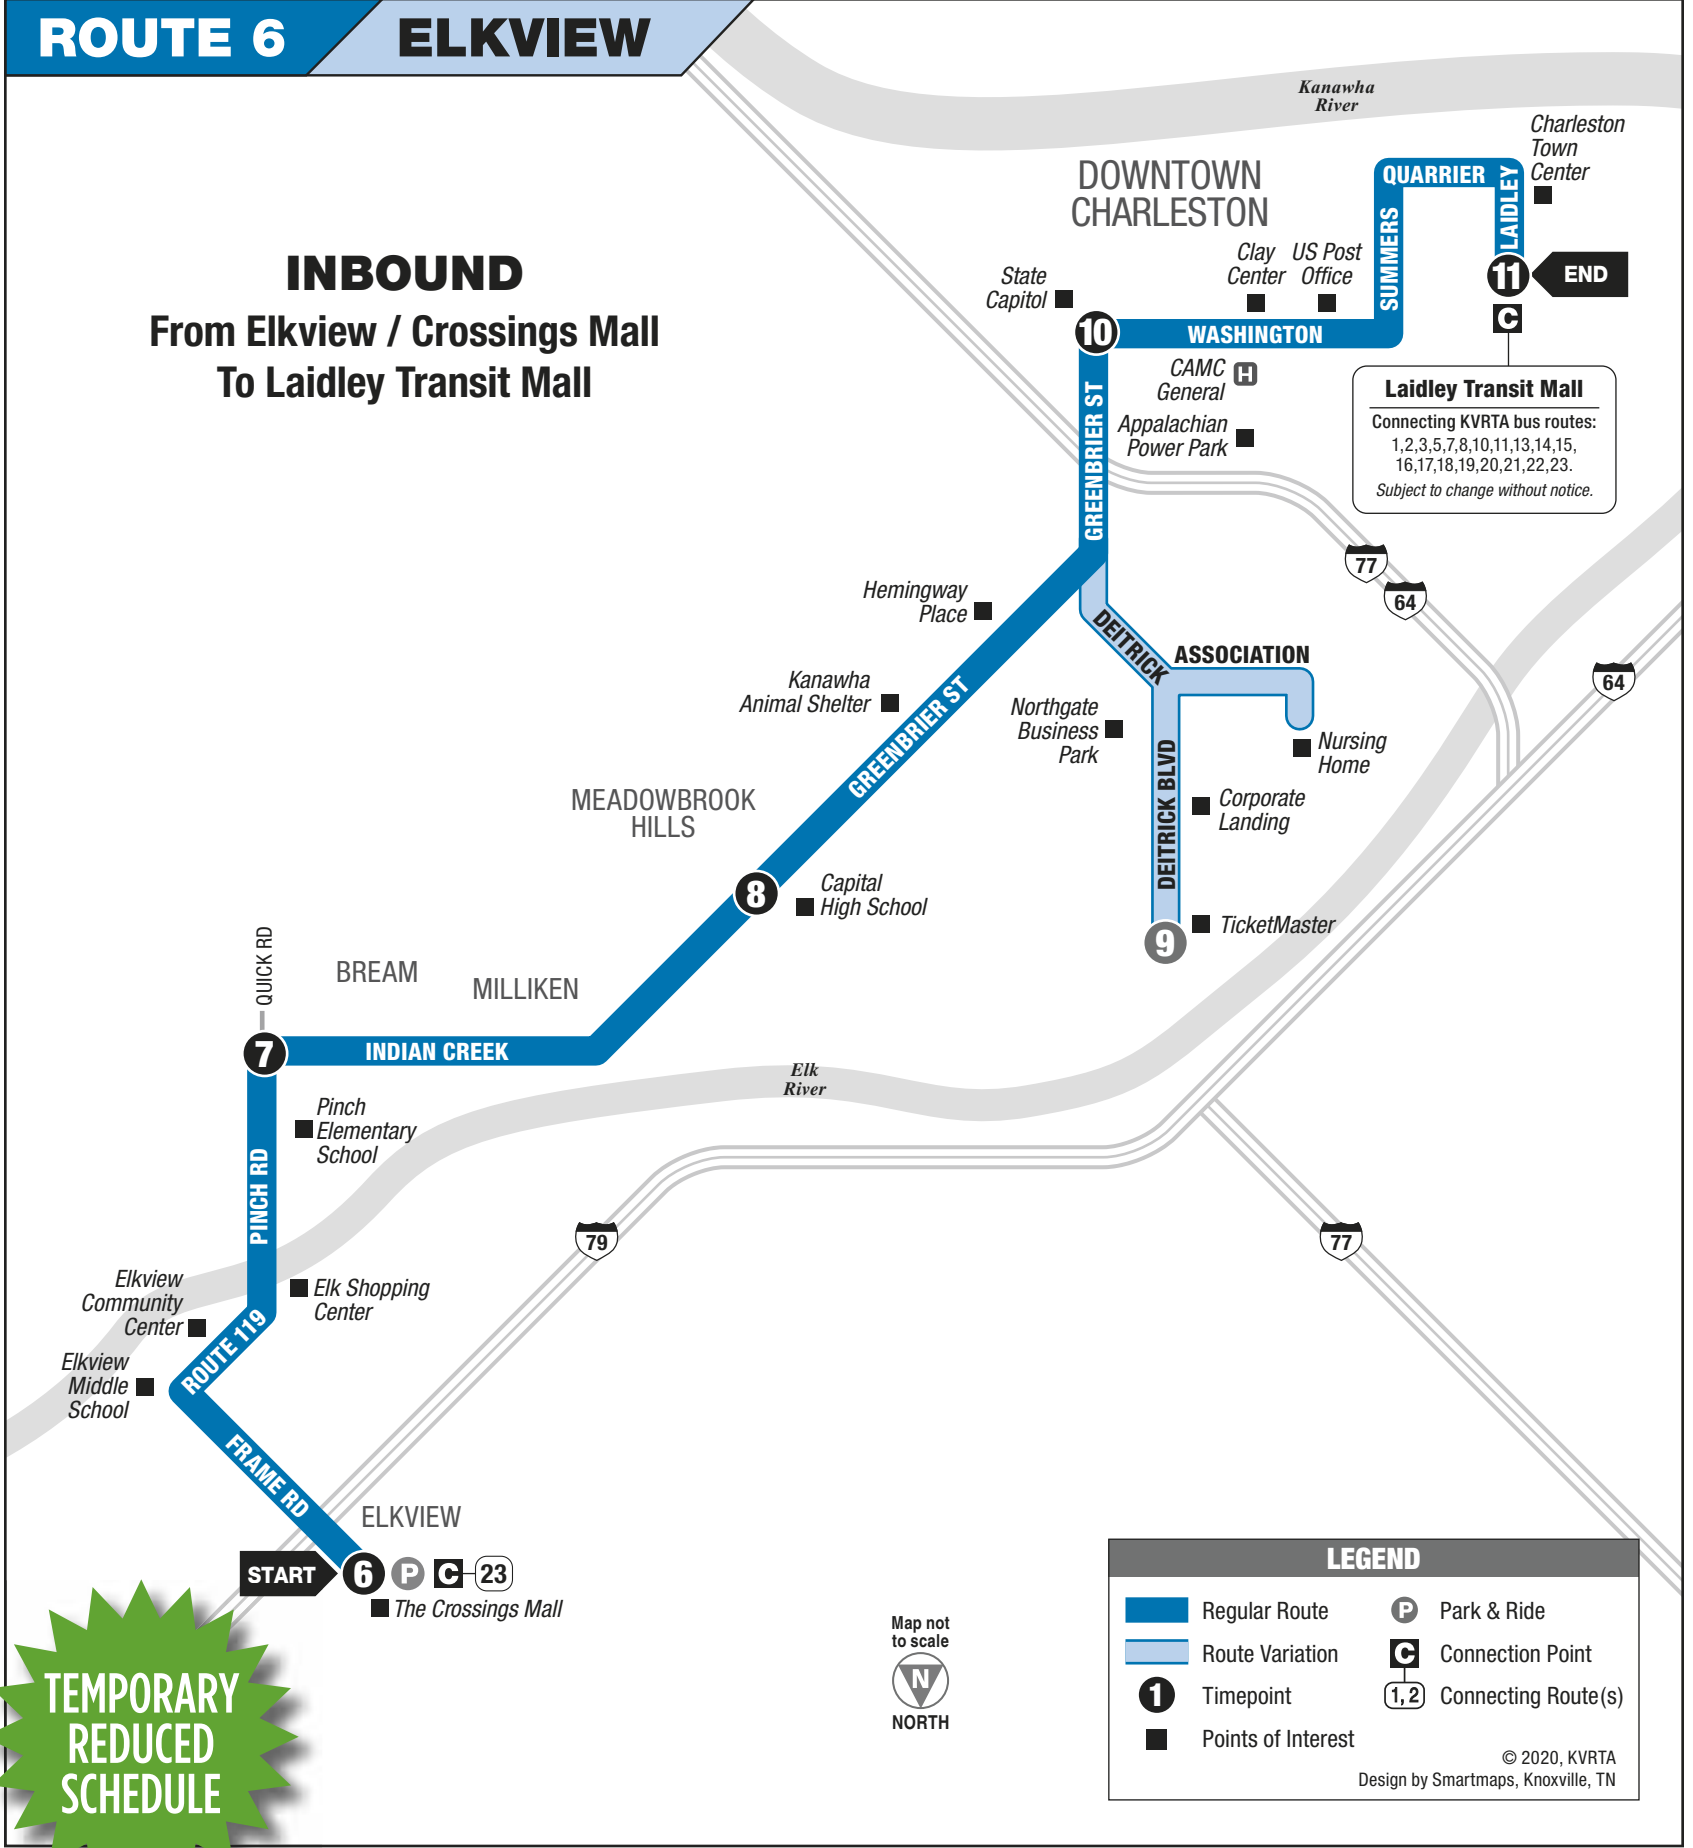 ROUTE 6
ELKVIEW
Kanawha
River
Charleston
Town
Center
DOWNTOWN
CHARLESTON
QUARRIER
LAIDLEY
SUMMERS
Clay
Center
US Post
Office
State
Capitol
11
END
C
INBOUND
From Elkview / Crossings Mall
To Laidley Transit Mall
10
WASHINGTON
CAMC
General
H
Appalachian
Power Park
GREENBRIER ST
Laidley Transit Mall
Connecting KVRTA bus routes:
1,2,3,5,7,8,10,11,13,14,15,
16,17,18,19,20,21,22,23.
Subject to change without notice.
77
64
64
Hemingway
Place
DEITRICK
ASSOCIATION
Kanawha
Animal Shelter
GREENBRIER ST
Northgate
Business
Park
Nursing
Home
DEITRICK BLVD
Corporate
Landing
MEADOWBROOK
HILLS
8
Capital
High School
TicketMaster
9
QUICK RD
BREAM
MILLIKEN
7
INDIAN CREEK
Elk
River
Pinch
Elementary
School
PINCH RD
79
77
Elkview
Community
Center
Elk Shopping
Center
ROUTE 119
Elkview
Middle
School
FRAME RD
ELKVIEW
START
6
P
C
23
The Crossings Mall
TEMPORARY
REDUCED
SCHEDULE
Map not
to scale
N
NORTH
LEGEND
Regular Route
P
Park & Ride
Route Variation
C
Connection Point
1
Timepoint
1, 2
Connecting Route(s)
Points of Interest
© 2020, KVRTA
Design by Smartmaps, Knoxville, TN